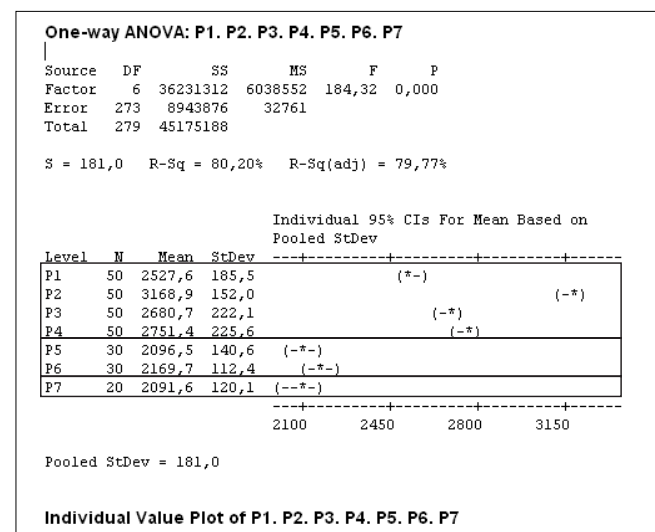 One-way ANOVA: P1. P2. P3. P4. P5. P6. P7
Source DF SS MS F P
Factor 6 36231312 6038552 184,32 0,000
Error 273 8943876 32761
Total 279 45175188
S = 181,0 R-Sq = 80,20% R-Sq(adj) = 79,77%
Individual 95% CIs For Mean Based on
Pooled StDev
Level N Mean StDev ---+---------+---------+---------+------
P1 50 2527,6 185,5 (*-)
P2 50 3168,9 152,0 (-*)
P3 50 2680,7 222,1 (-*)
P4 50 2751,4 225,6 (-*)
P5 30 2096,5 140,6 (-*-)
P6 30 2169,7 112,4 (-*-)
P7 20 2091,6 120,1 (--*-)
---+---------+---------+---------+------
2100 2450 2800 3150
Pooled StDev = 181,0
Individual Value Plot of P1. P2. P3. P4. P5. P6. P7